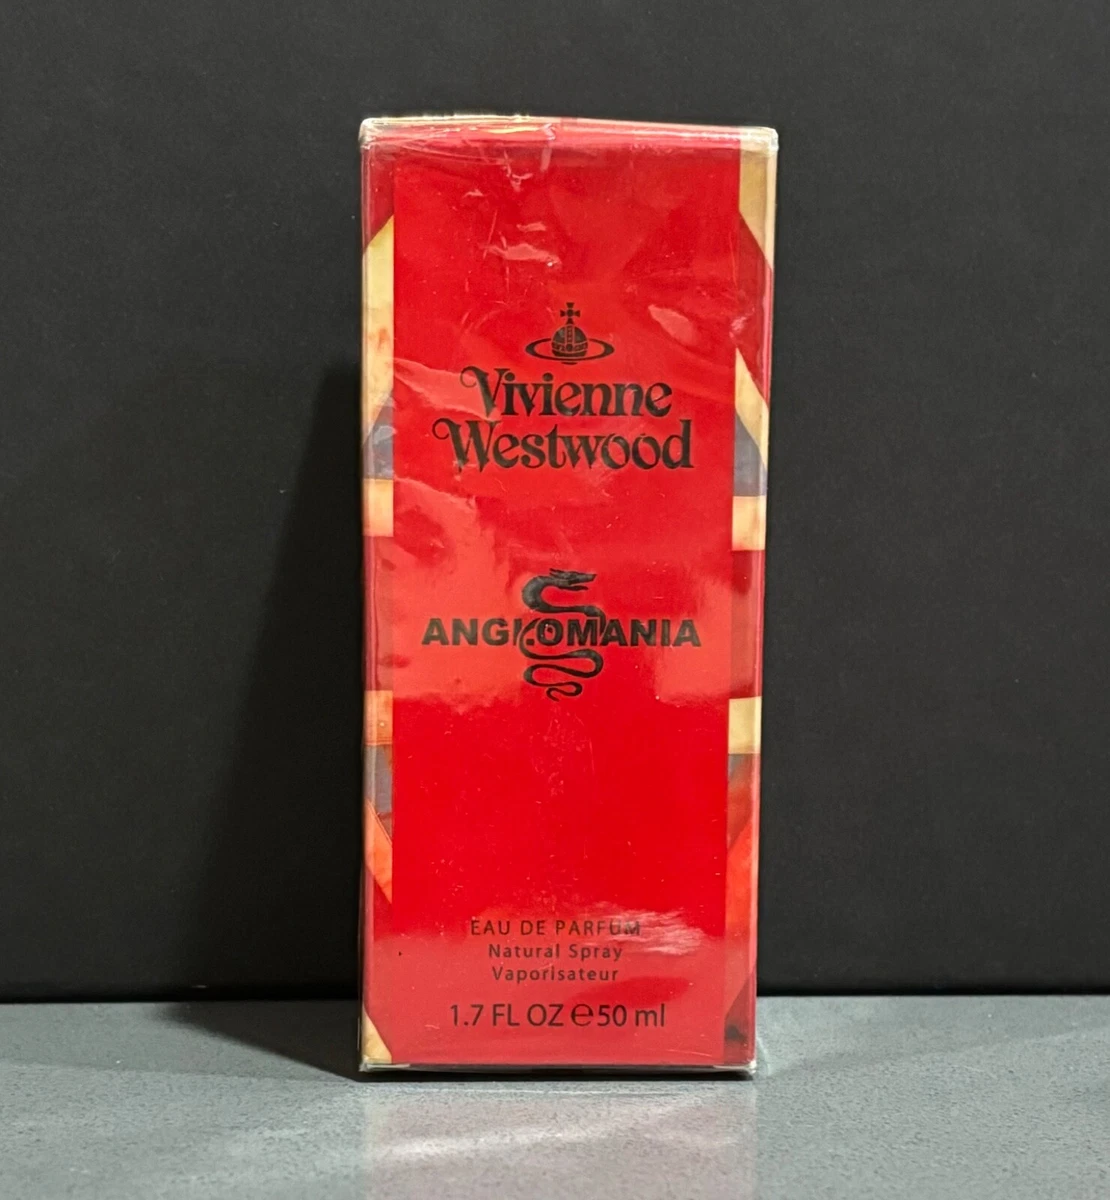 Vivienne
Westwood
ANGLOMANIA
EAU DE PARFUM
Natural Spray
Vaporisateur
1.7 FL OZ ℮50 ml